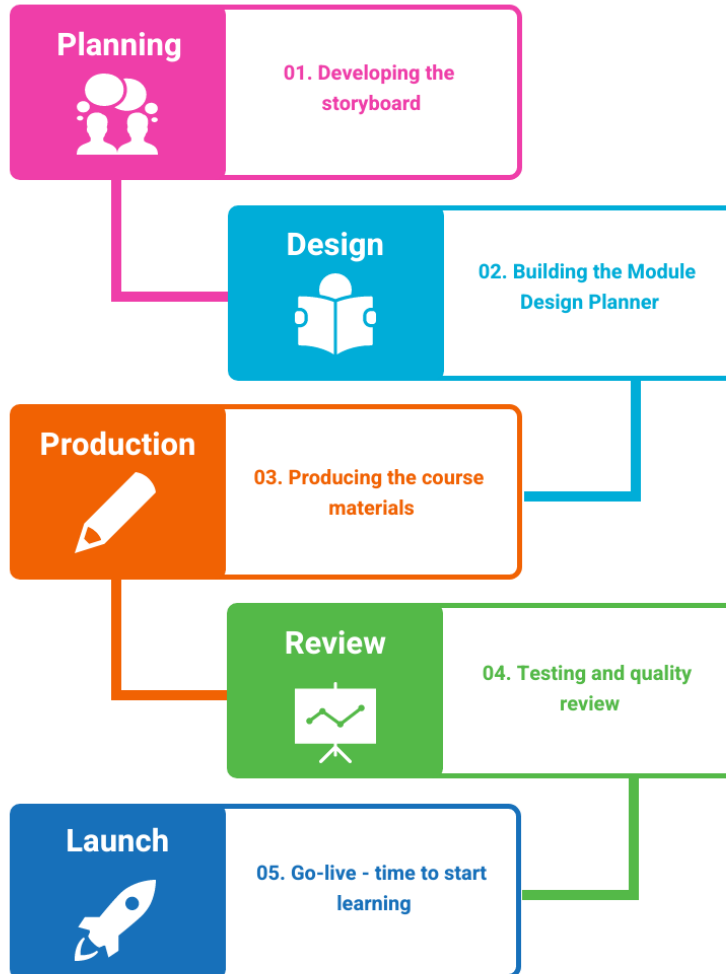 Planning
01. Developing the
storyboard
Design
02. Building the Module
Design Planner
Production
03. Producing the course
materials
Review
04. Testing and quality
review
Launch
05. Go-live - time to start
learning